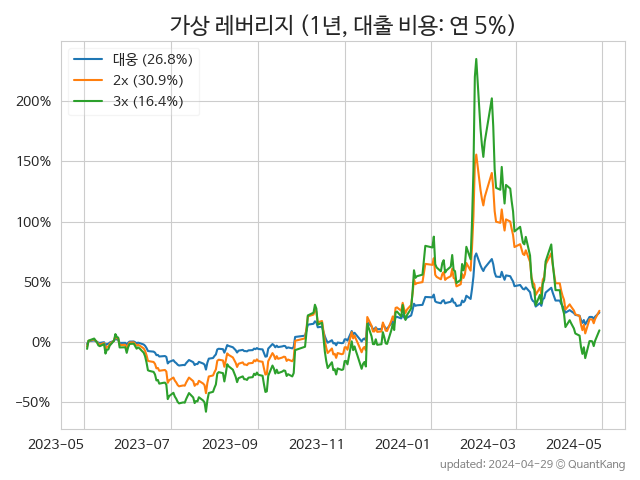 가상 레버리지 (1년, 대출 비용: 연 5%)
대웅 (26.8%)
2x (30.9%)
3x (16.4%)
200%
150%
100%
50%
0%
−50%
2023-05 2023-07 2023-09 2023-11 2024-01 2024-03 2024-05
updated: 2024-04-29 © QuantKang